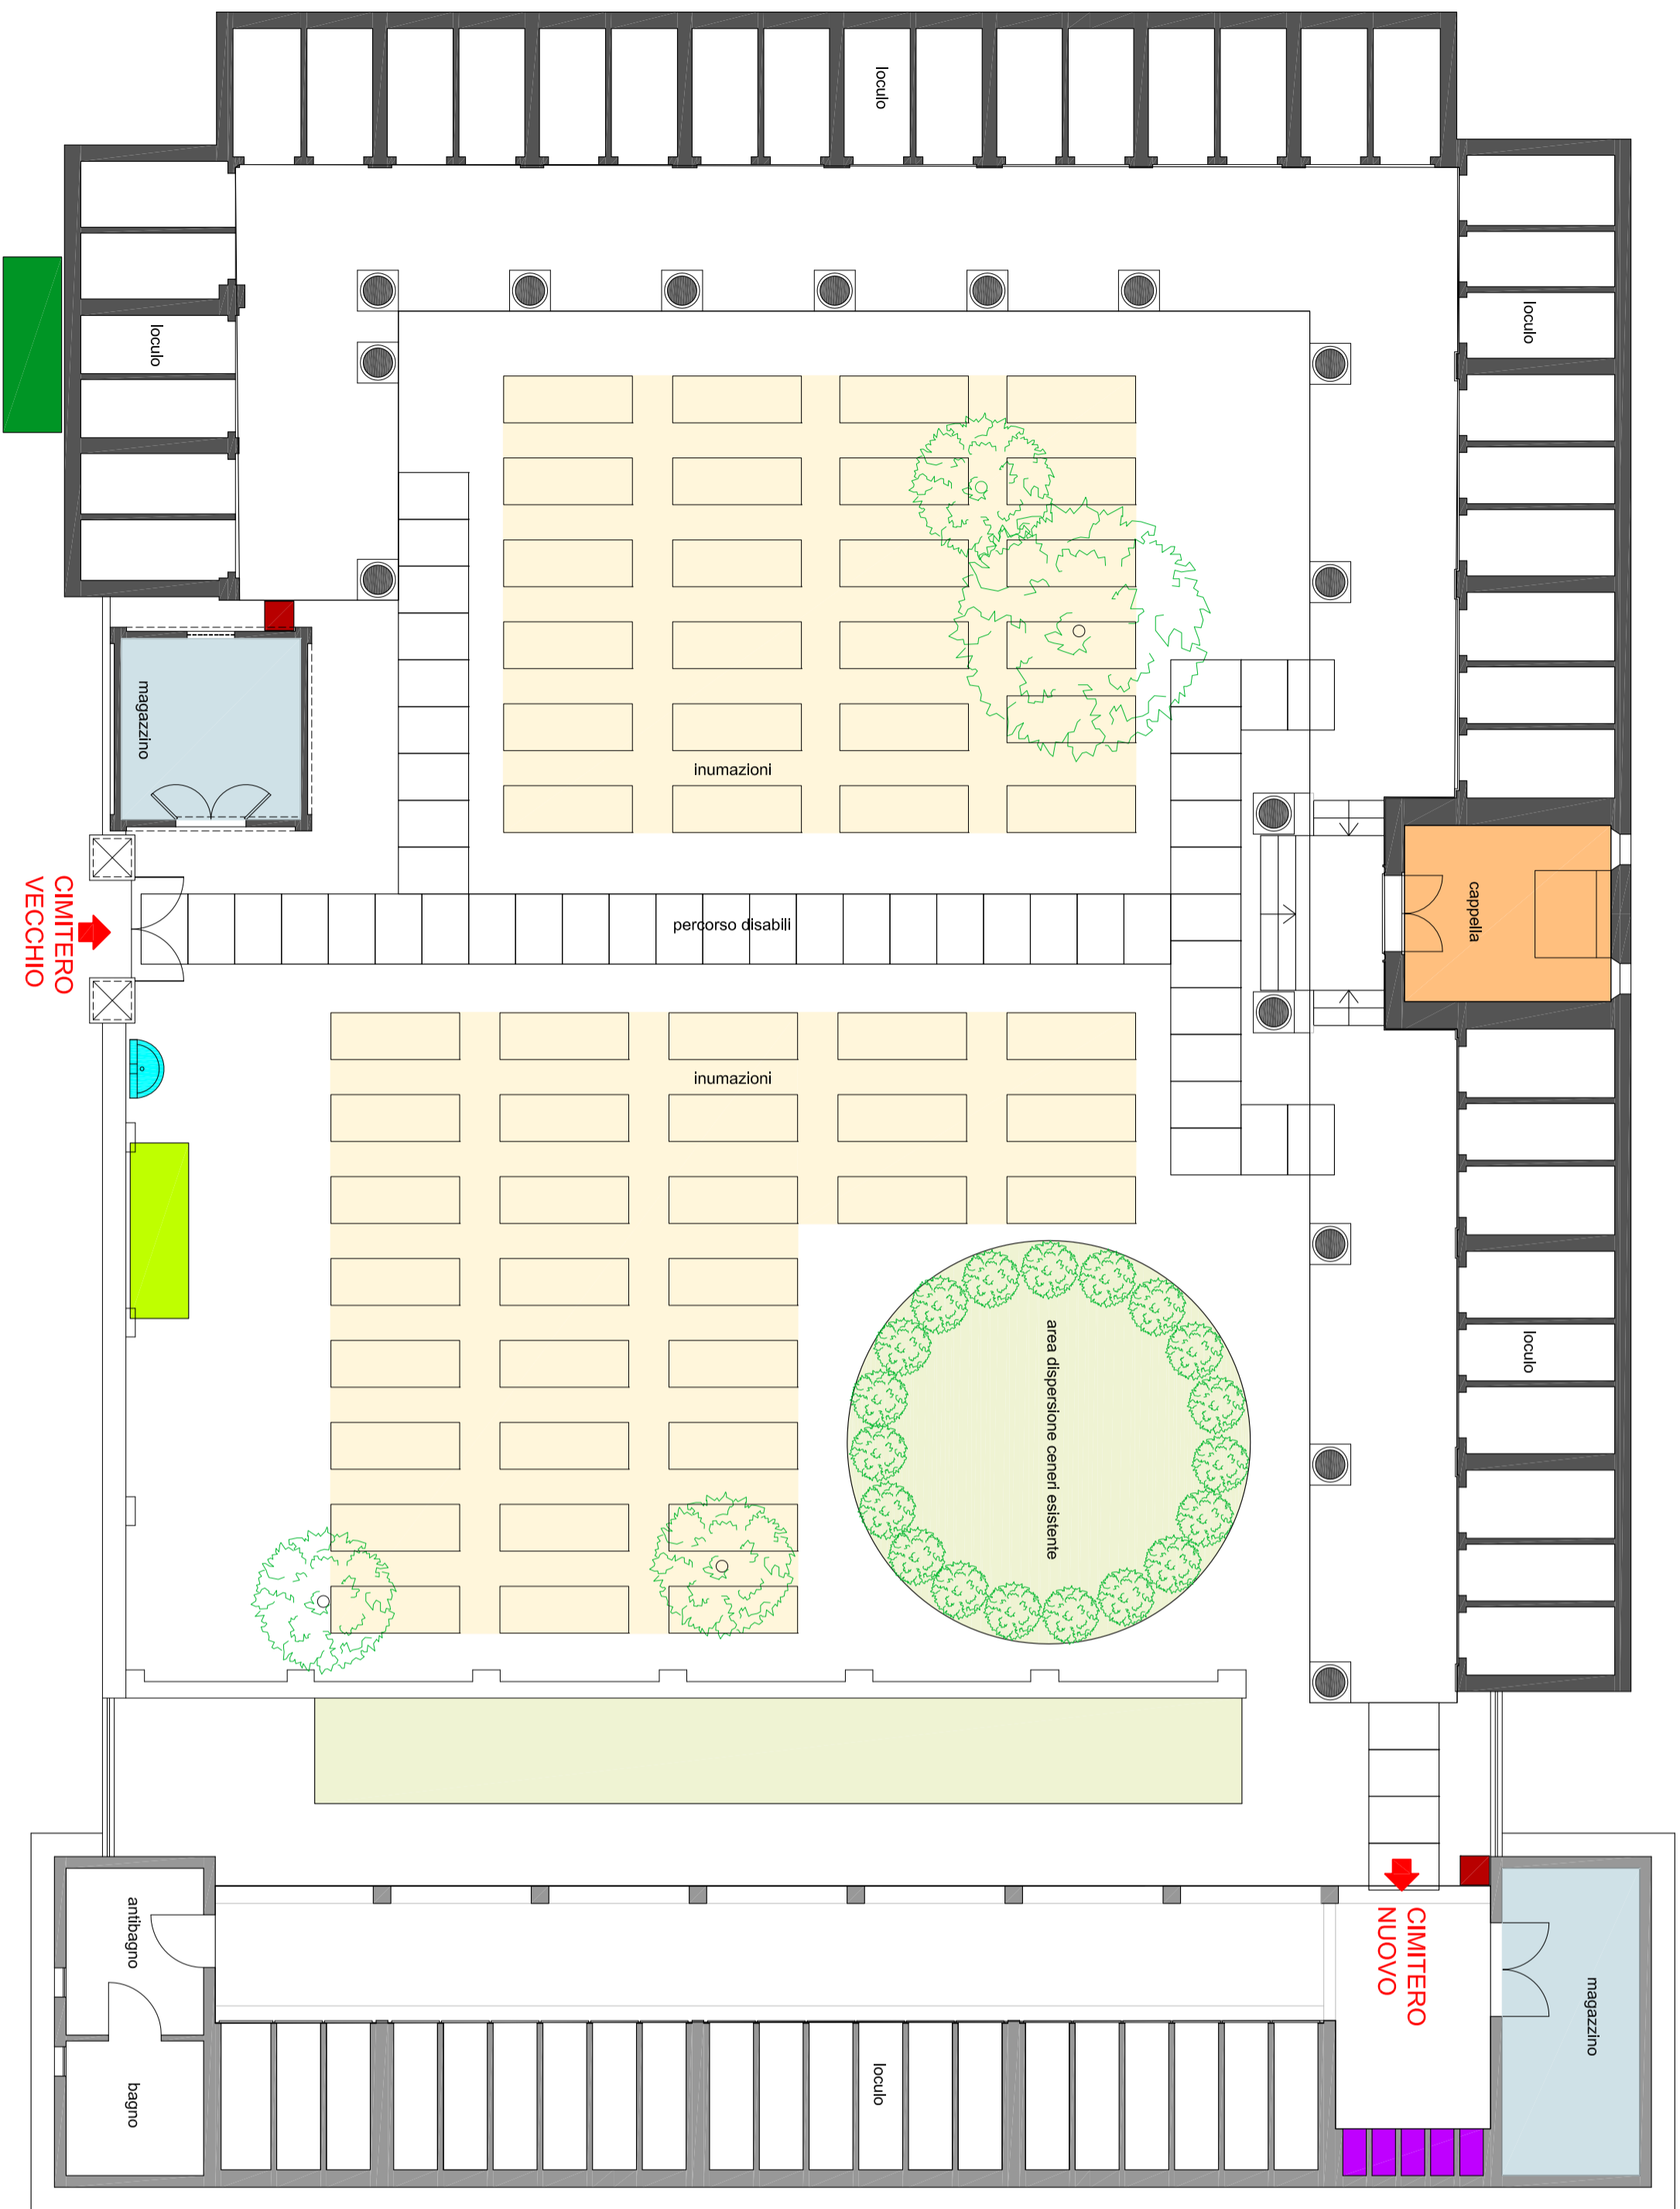 loculo
loculo
loculo
magazzino
inumazioni
percorso disabili
cappella
CIMITERO
VECCHIO
inumazioni
loculo
area dispersione ceneri esistente
CIMITERO
NUOVO
antibagno
magazzino
loculo
bagno